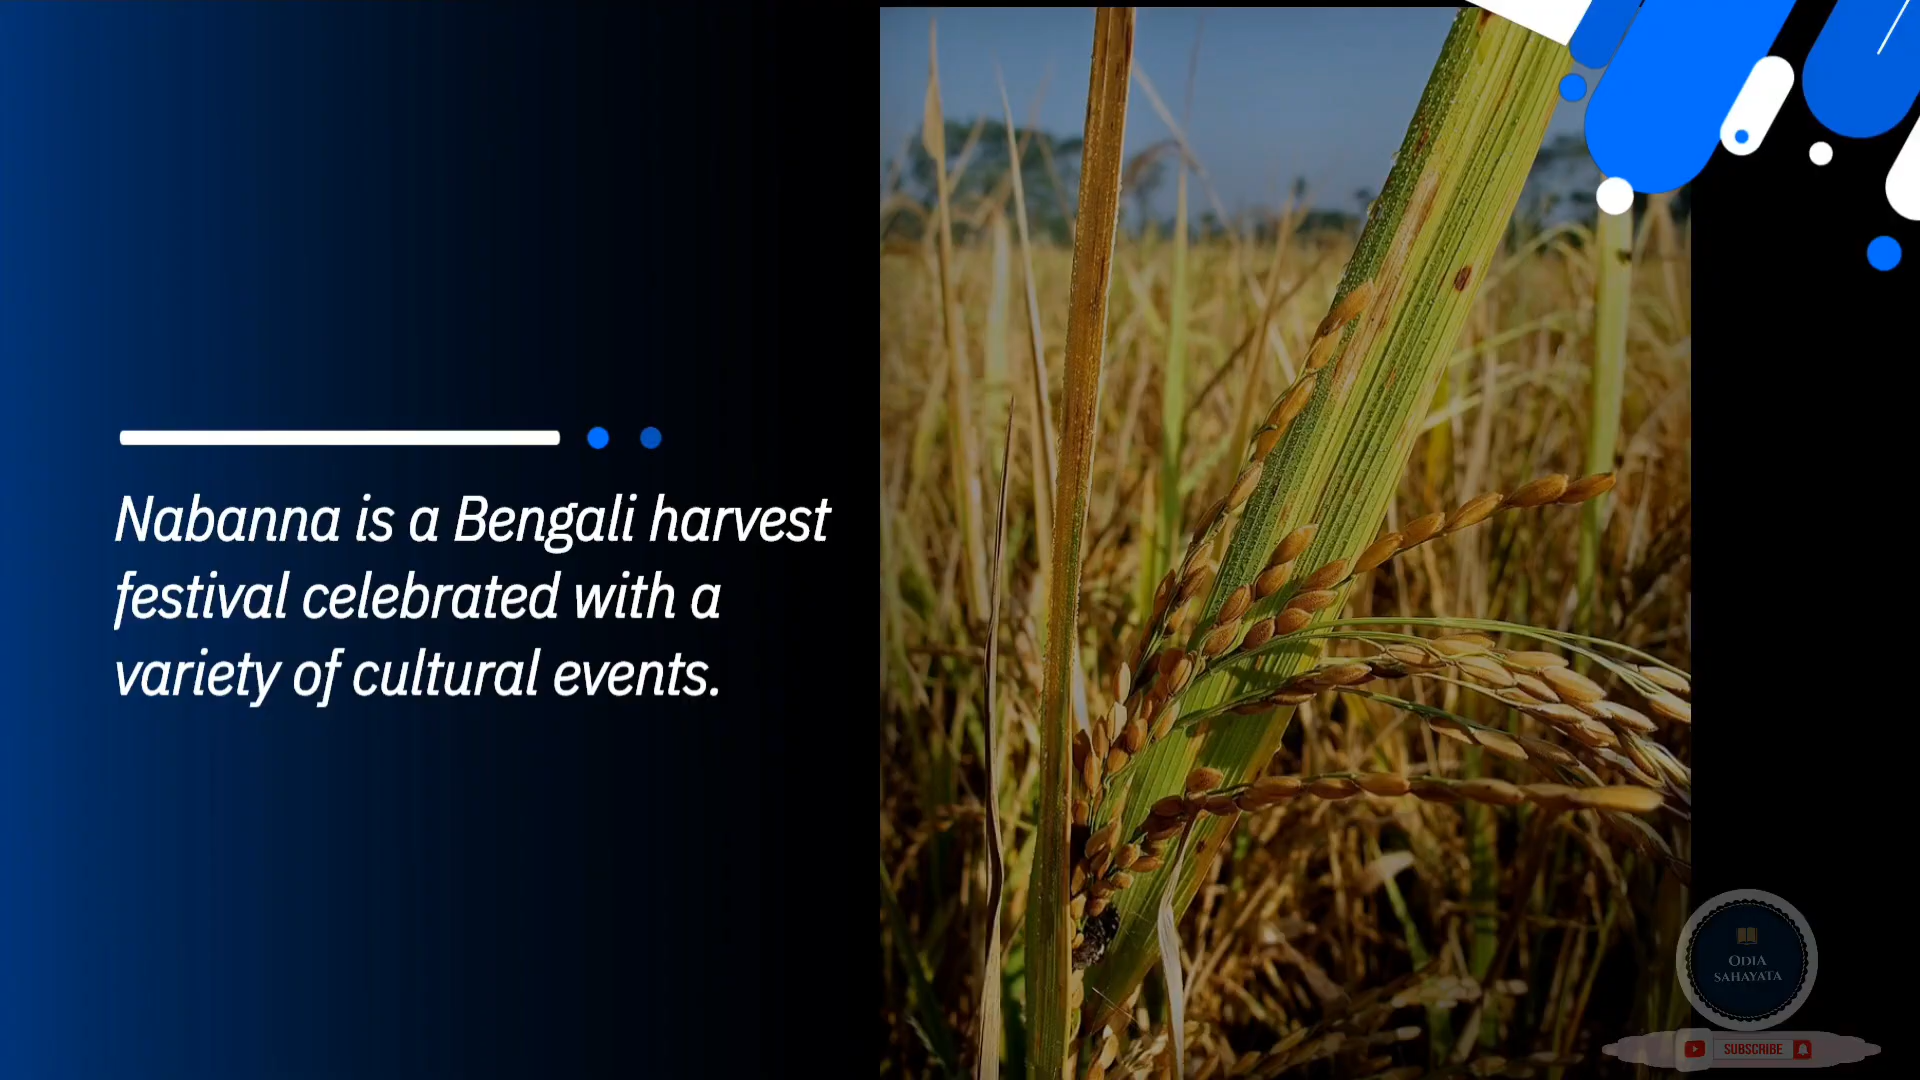 Nabanna is a Bengali harvest
festival celebrated with a
variety of cultural events.
ODIA
SAHAYATA
SUBSCRIBE